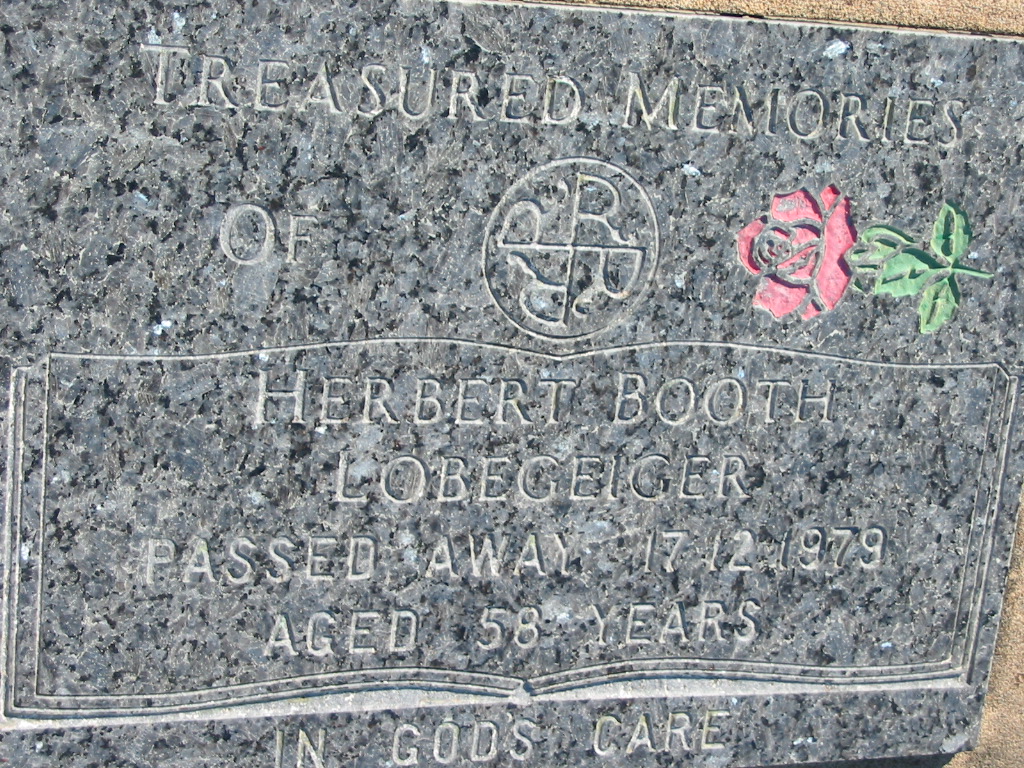 TREASURED MEMORIES
OF
R R R R
HERBERT BOOTH
LOBEGEIGER
PASSED AWAY 17.12.1979
AGED 58 YEARS
IN GOD'S CARE